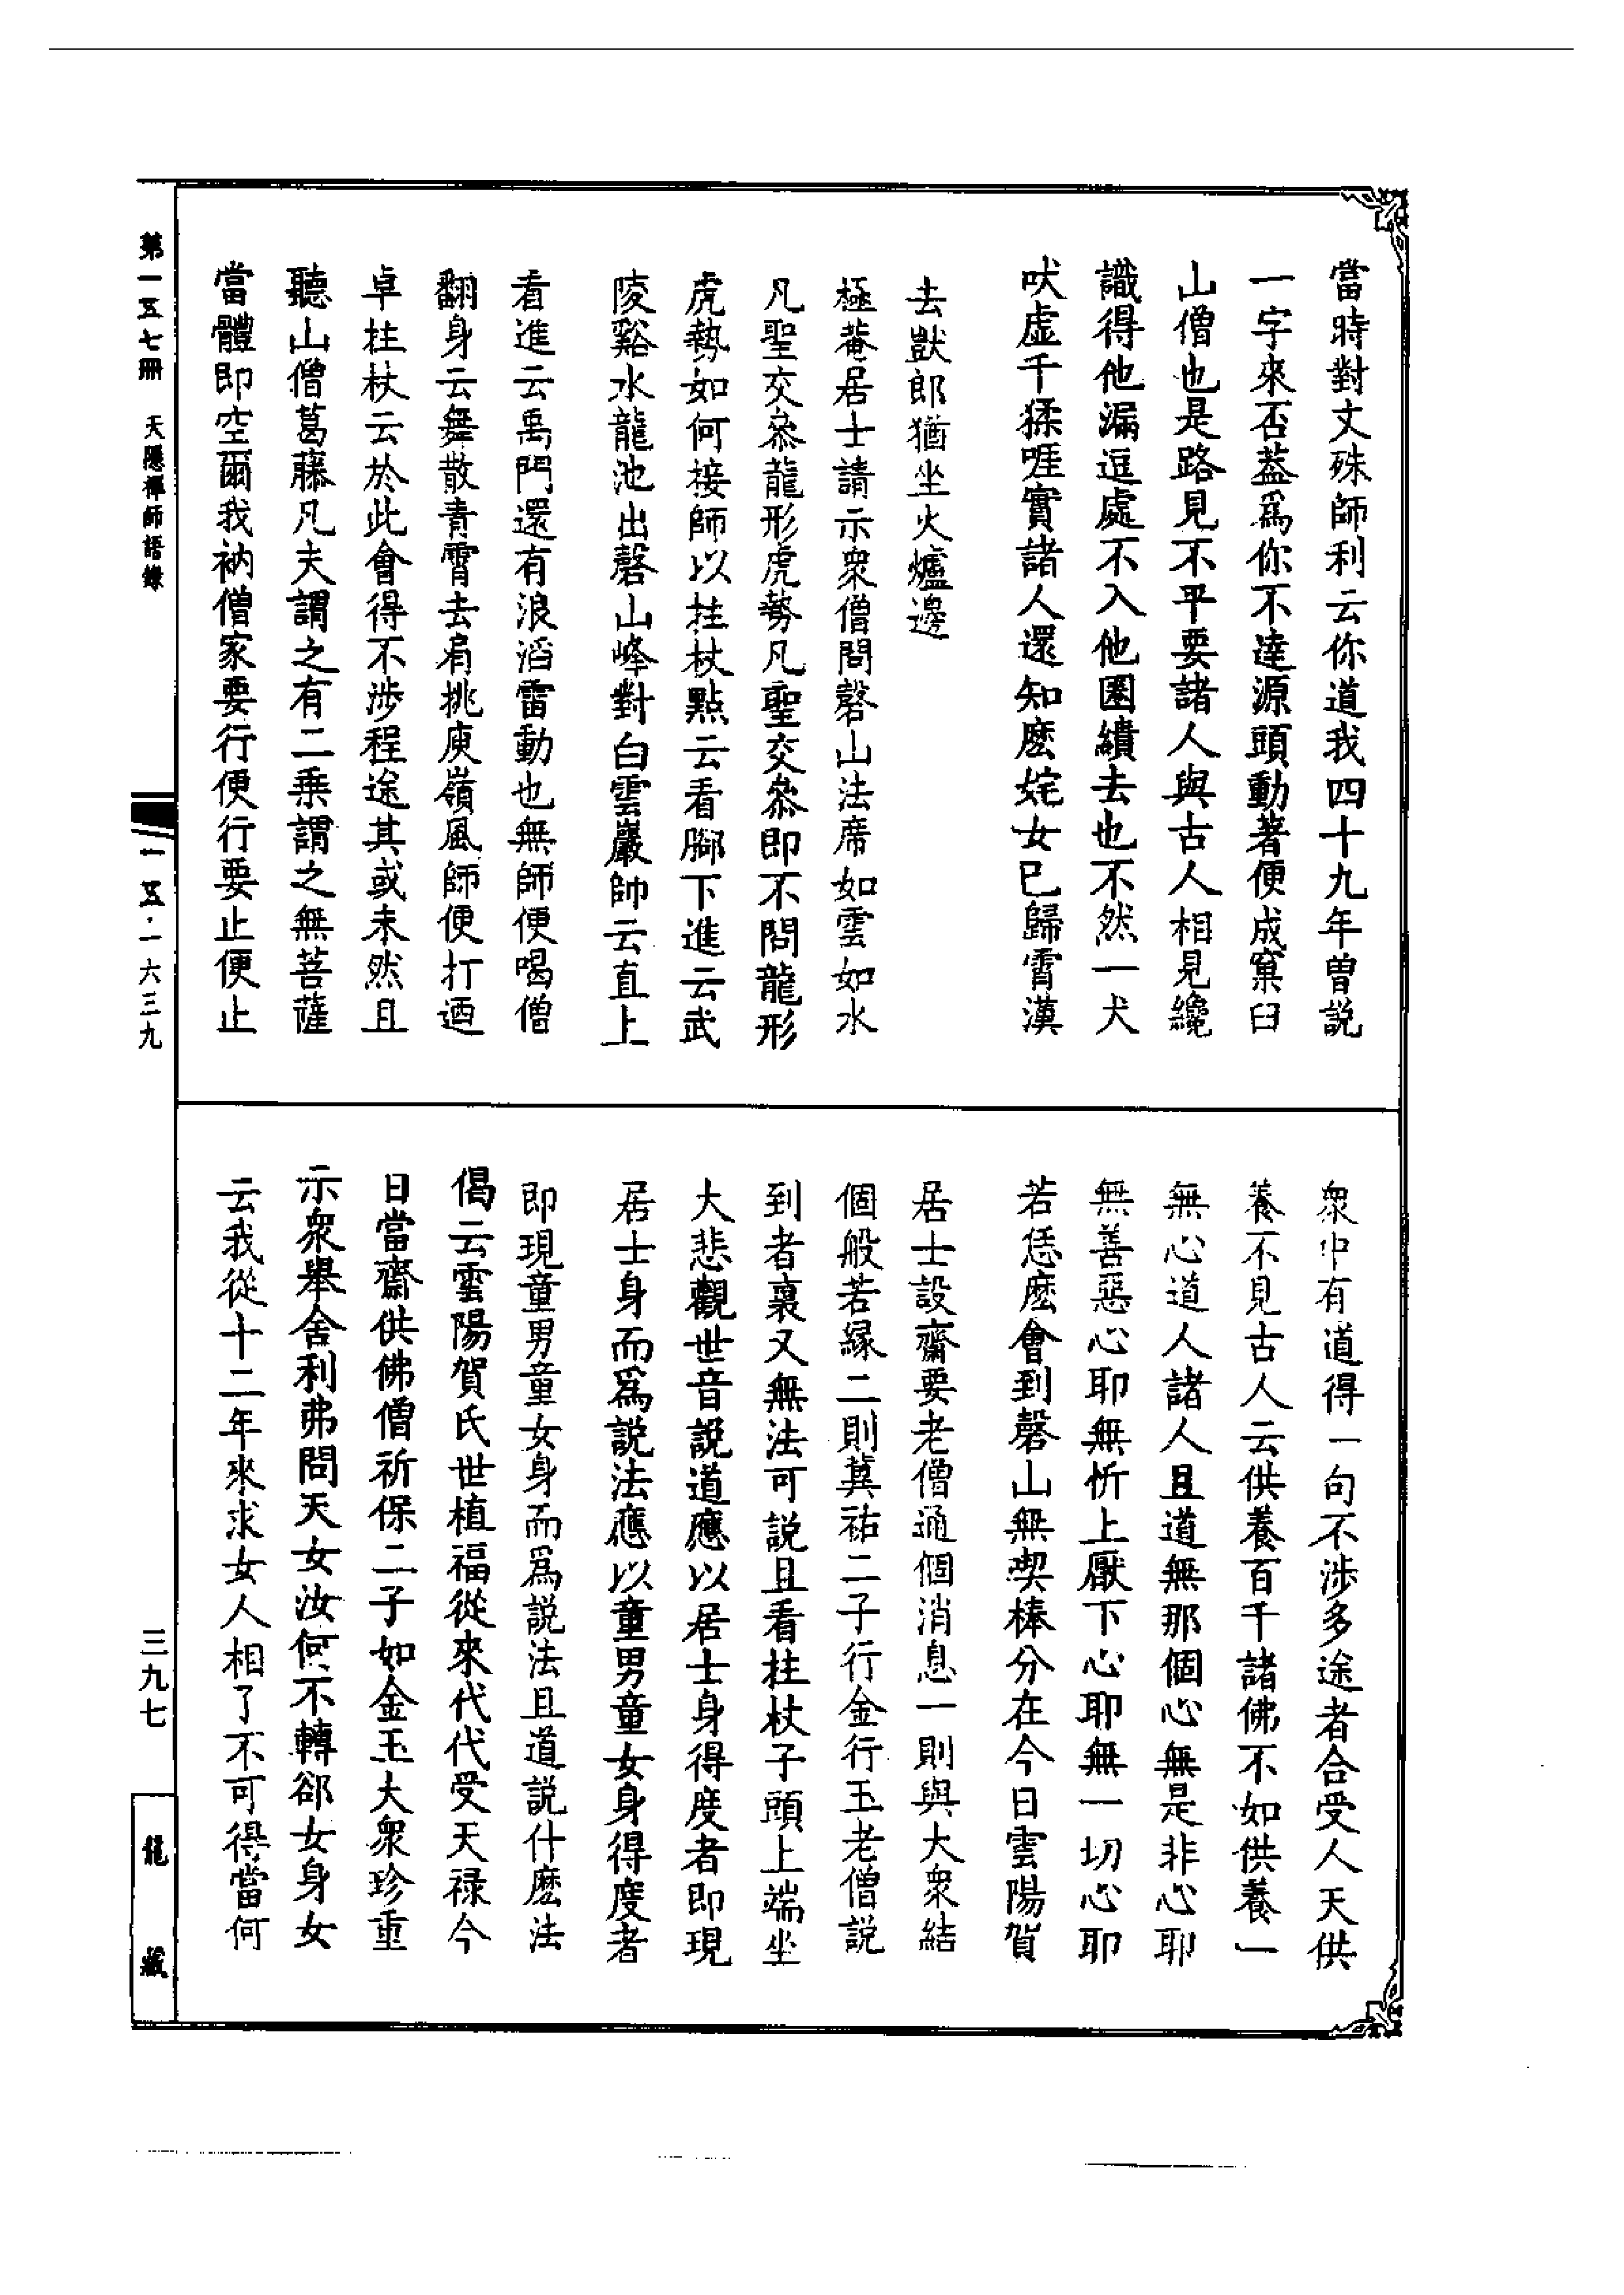 當時對文殊師利云你道我四十九年曽説
一字來否蓋爲你不達源頭動著便成窠臼
山僧也是路見不平要諸人與古人相見纔
識得他漏逗處不入他圈繢去也不然一犬
吠虛千猱啀實諸人還知麽姹女已歸霄漢
去獃郎猶坐火爐邊
極菴居士請示衆僧問磬山法席如雲如水
凡聖交叅龍形虎勢凡聖交叅即不問龍形
虎勢如何接師以拄杖點云看脚下進云武
陵谿水龍池出磬山峰對白雲巖師云直上
看進云禹門還有浪滔雷動也無師便喝僧
翻身云舞散青霄去肩挑庾嶺風師便打迺
卓拄杖云於此會得不涉程途其或未然且
聽山僧葛藤凡夫謂之有二乗謂之無菩薩
當體即空爾我衲僧家要行便行要止便止
衆中有道得一句不涉多途者合受人天供
養不見古人云供養百千諸佛不如供養一
無心道人諸人且道無那個心無是非心耶
無善惡心耶無忻上厭下心耶無一切心耶
若恁麽會到磬山無喫棒分在今日雲陽賀
居士設齋要老僧通個消息一則與大衆結
個般若縁二則冀祐二子行金行玉老僧説
到者裏又無法可説且看拄杖子頭上端坐
大悲觀世音説道應以居士身得度者即現
居士身而爲説法應以童男童女身得度者
即現童男童女身而爲説法且道説什麽法
偈云雲陽賀氏世植福從來代代受天禄今
日當齋供佛僧祈保二子如金玉大衆珍重
示衆舉舍利弗問天女汝何不轉郤女身女
云我從十二年來求女人相了不可得當何
第一五七冊　天隱禪師語錄
一五·一六三九
三九七
龍藏